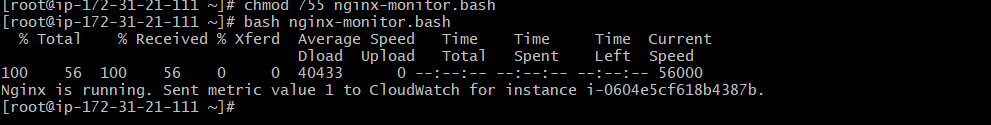 [root@ip-172-31-21-111 ~]# chmod 755 nginx-monitor.bash
[root@ip-172-31-21-111 ~]# bash nginx-monitor.bash
  % Total    % Received % Xferd  Average Speed   Time    Time     Time  Current
                                 Dload  Upload   Total   Spent    Left  Speed
100    56  100    56    0     0  40433      0 --:--:-- --:--:-- --:--:-- 56000
Nginx is running. Sent metric value 1 to CloudWatch for instance i-0604e5cf618b4387b.
[root@ip-172-31-21-111 ~]#